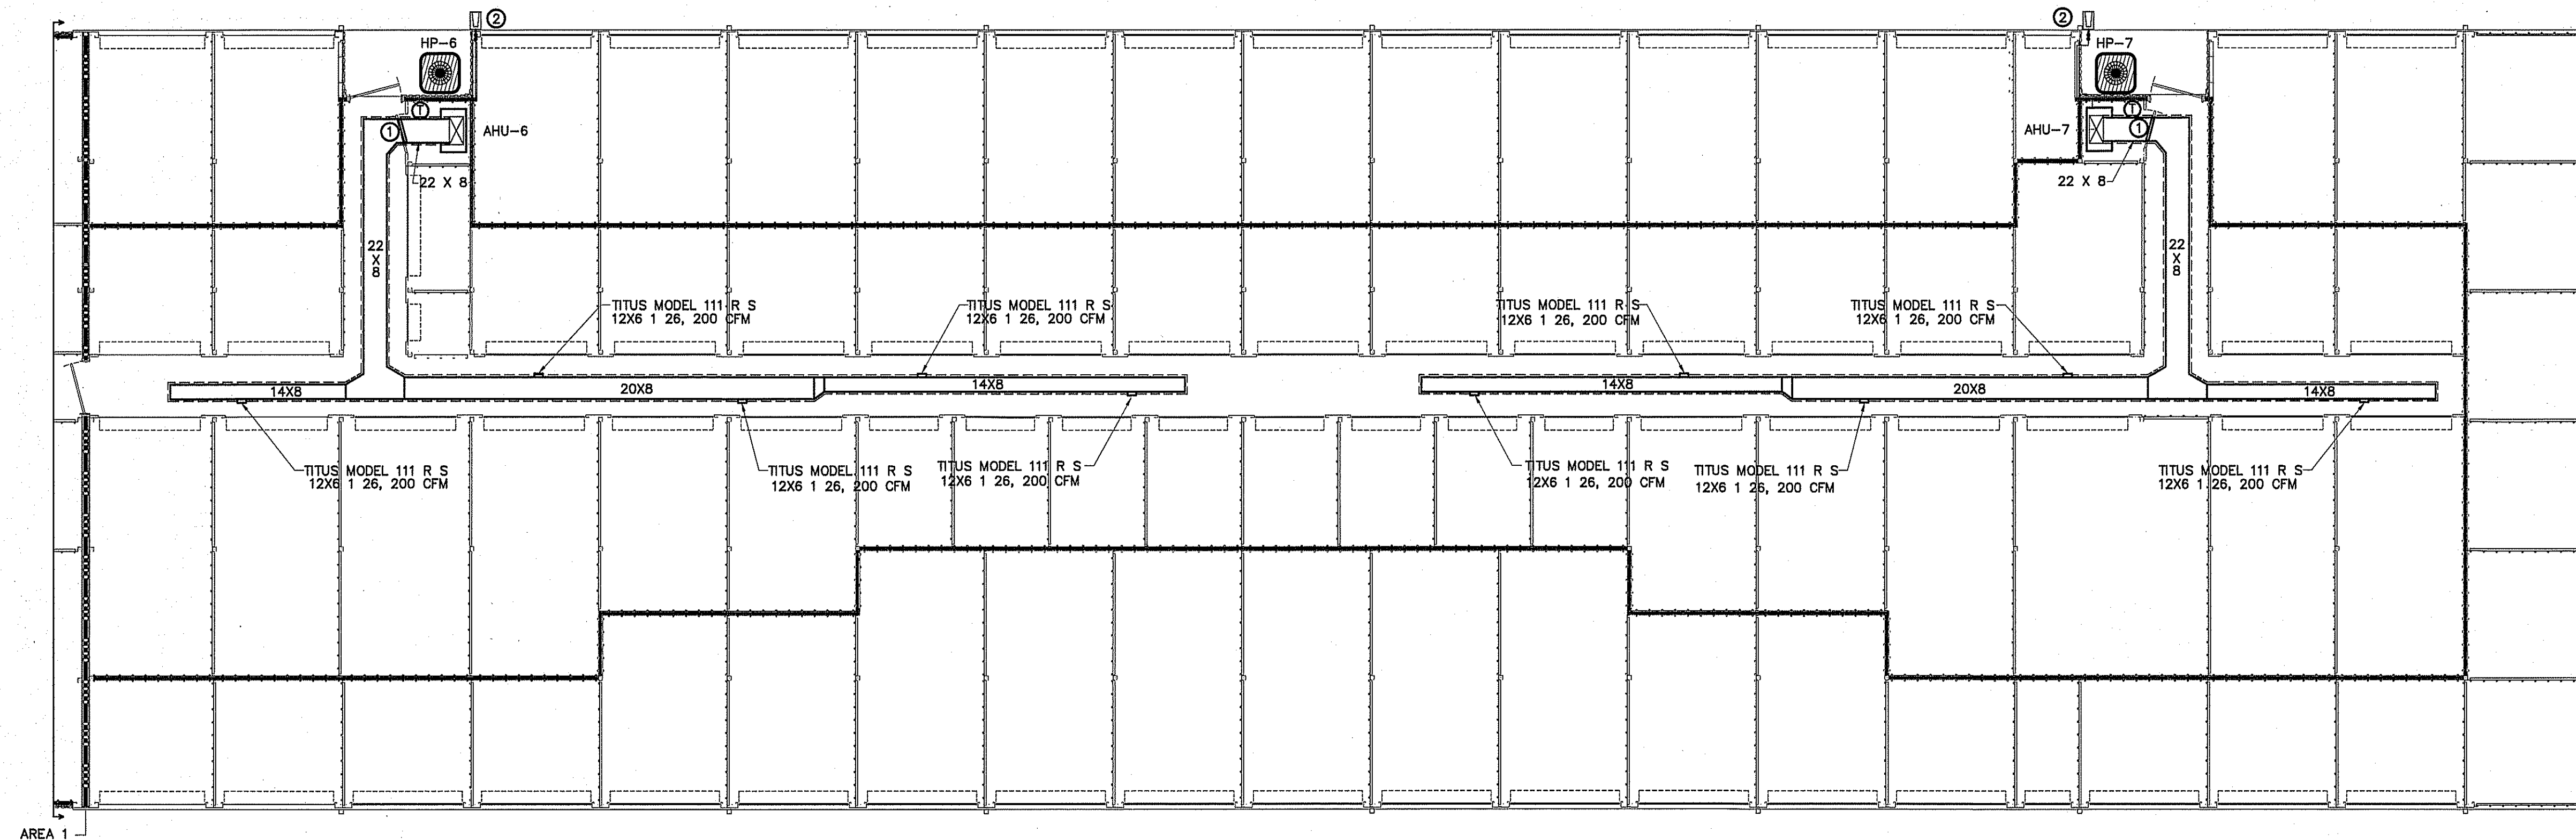 ②
HP-6
T
①
AHU-6
22 X 8
22
X
8
②
HP-7
T
①
AHU-7
22 X 8
22
X
8
TITUS MODEL 111 R S
12X6 1 26, 200 CFM
TITUS MODEL 111 R S
12X6 1 26, 200 CFM
TITUS MODEL 111 R S
12X6 1 26, 200 CFM
TITUS MODEL 111 R S
12X6 1 26, 200 CFM
14X8
20X8
14X8
14X8
20X8
14X8
TITUS MODEL 111 R S
12X6 1 26, 200 CFM
TITUS MODEL 111 R S
12X6 1 26, 200 CFM
TITUS MODEL 111 R S
12X6 1 26, 200 CFM
TITUS MODEL 111 R S
12X6 1 26, 200 CFM
TITUS MODEL 111 R S
12X6 1 26, 200 CFM
TITUS MODEL 111 R S
12X6 1 26, 200 CFM
AREA 1